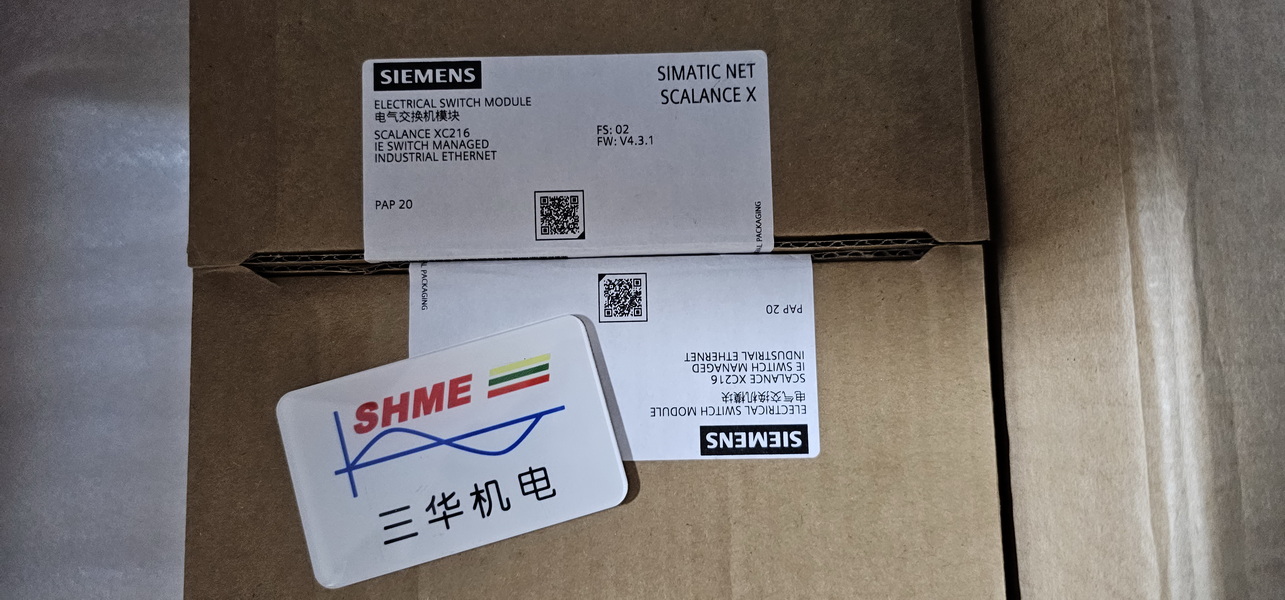 SIEMENS
SIMATIC NET
SCALANCE X
ELECTRICAL SWITCH MODULE
电气交换机模块
SCALANCE XC216
IE SWITCH MANAGED
INDUSTRIAL ETHERNET
FS: 02
FW: V4.3.1
PAP 20
PACKAGING
SIEMENS
ELECTRICAL SWITCH MODULE
电气交换机模块
SCALANCE XC216
IE SWITCH MANAGED
INDUSTRIAL ETHERNET
PAP 20
PACKAGING
SHME
三华机电